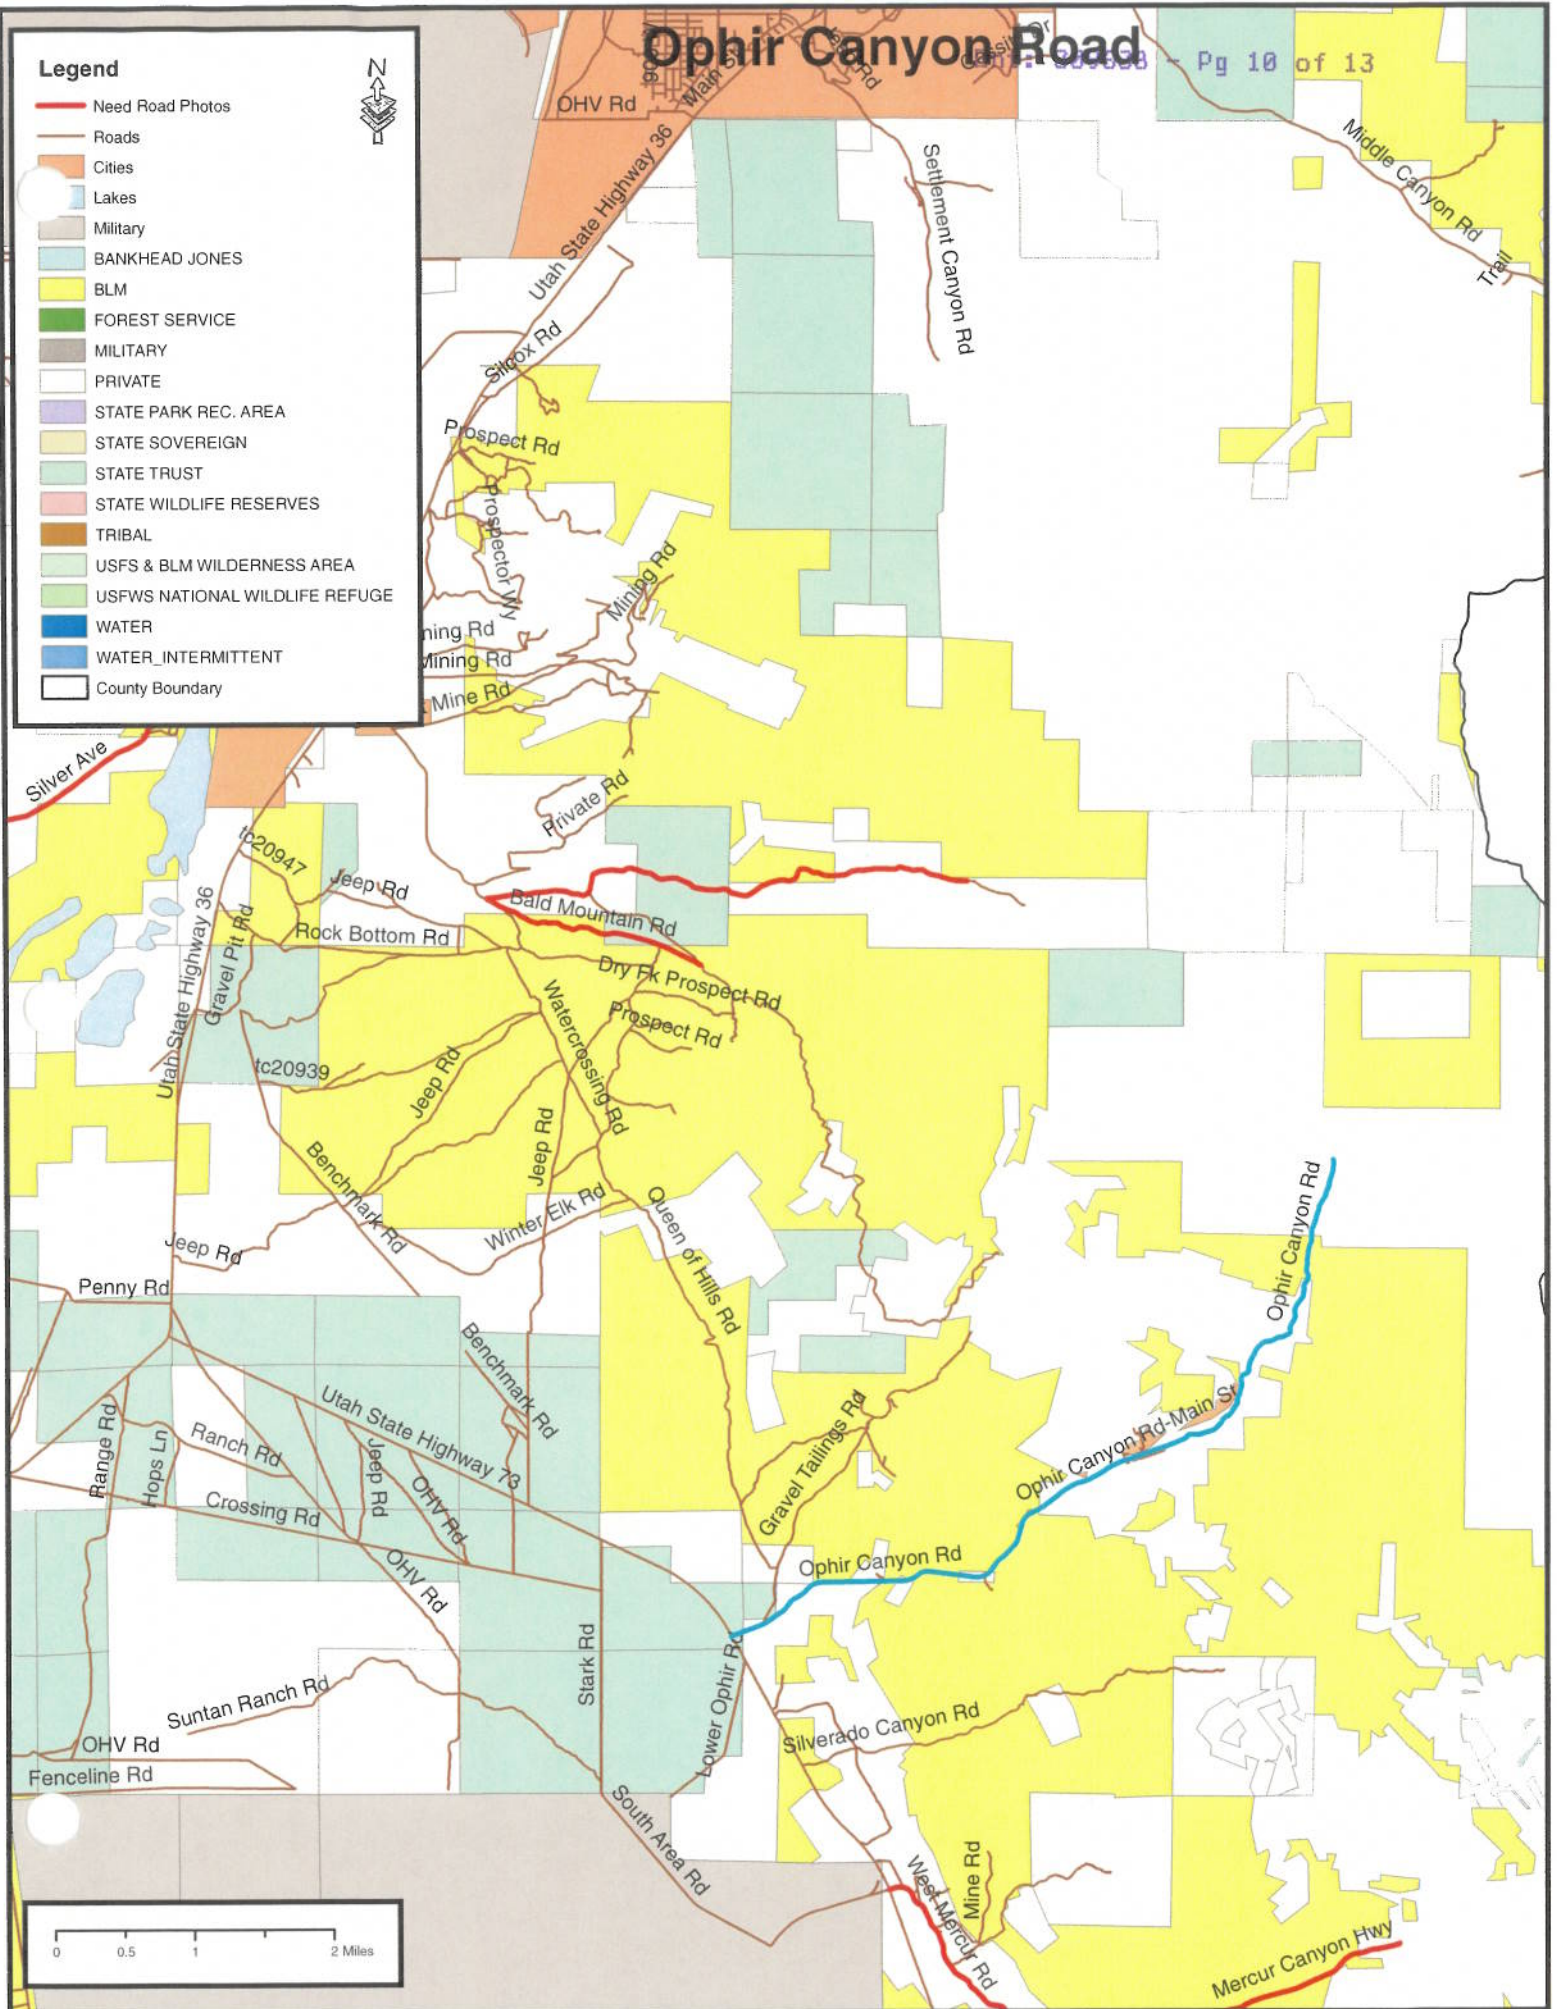 Ophir Canyon Road
- Pg 10 of 13
Legend
N
Need Road Photos
Roads
Cities
Lakes
Military
BANKHEAD JONES
BLM
FOREST SERVICE
MILITARY
PRIVATE
STATE PARK REC. AREA
STATE SOVEREIGN
STATE TRUST
STATE WILDLIFE RESERVES
TRIBAL
USFS & BLM WILDERNESS AREA
USFWS NATIONAL WILDLIFE REFUGE
WATER
WATER_INTERMITTENT
County Boundary
OHV Rd
Main St
Utah State Highway 36
Settlement Canyon Rd
Middle Canyon Rd
Trail
Silcox Rd
Prospect Rd
Prospector Wy
Mining Rd
ning Rd
Mining Rd
Mine Rd
Silver Ave
Private Rd
tc20947
Jeep Rd
Bald Mountain Rd
Rock Bottom Rd
Gravel Pit Rd
Utah State Highway 36
Dry Fk Prospect Rd
Prospect Rd
Watercrossing Rd
tc20939
Jeep Rd
Jeep Rd
Benchmark Rd
Winter Elk Rd
Queen of Hills Rd
Jeep Rd
Penny Rd
Ophir Canyon Rd
Benchmark Rd
Utah State Highway 73
Range Rd
Hops Ln
Ranch Rd
Jeep Rd
OHV Rd
Crossing Rd
OHV Rd
Gravel Tailings Rd
Ophir Canyon Rd-Main St
Ophir Canyon Rd
Stark Rd
Lower Ophir Rd
Suntan Ranch Rd
OHV Rd
Fenceline Rd
Silverado Canyon Rd
South Area Rd
West Mercur Rd
Mine Rd
Mercur Canyon Hwy
0 0.5 1 2 Miles